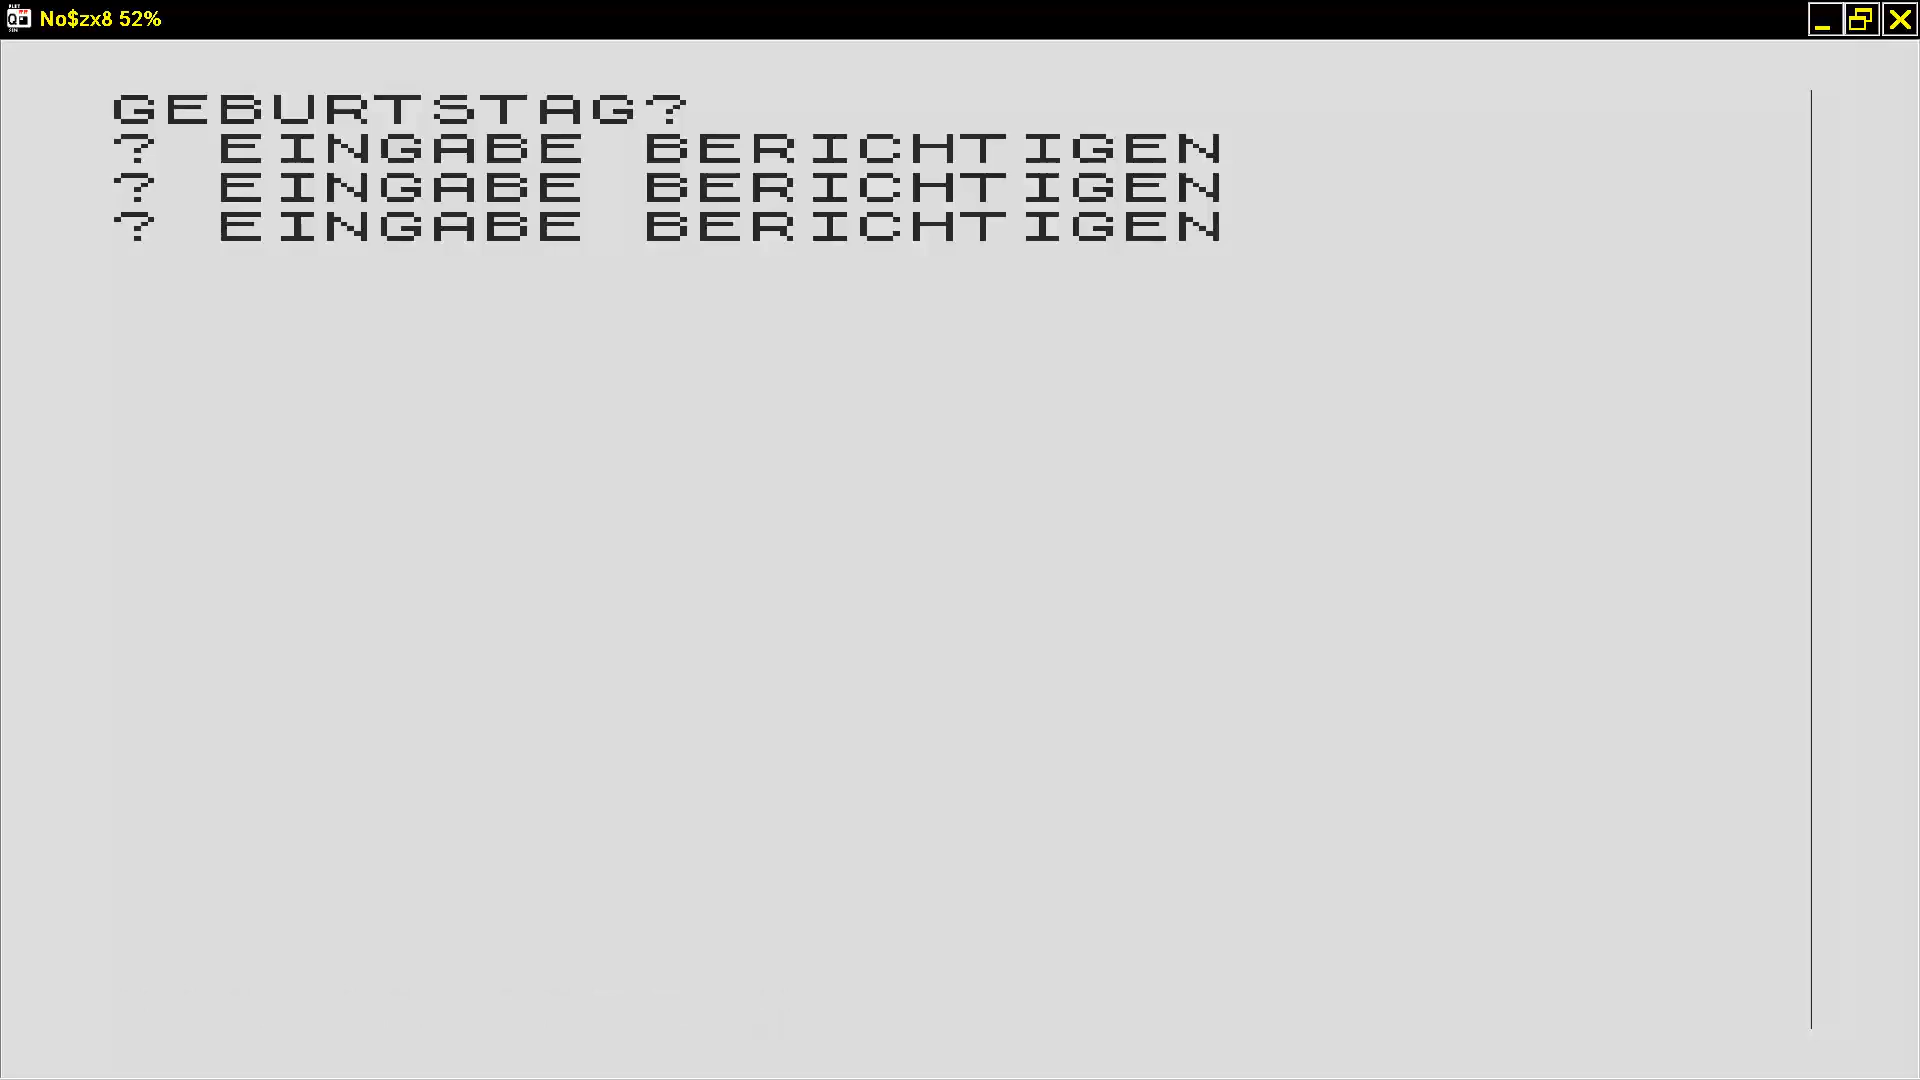 No$zx8 52%
GEBURTSTAG?
? EINGABE BERICHTIGEN
? EINGABE BERICHTIGEN
? EINGABE BERICHTIGEN